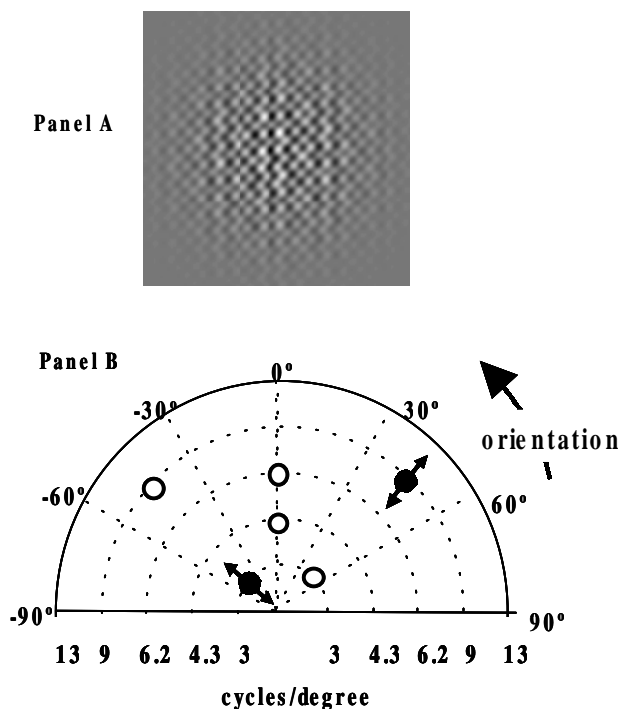 Panel A
Panel B
0°
-30°
30°
orientation
-60°
60°
-90°
90°
13 9 6.2 4.3 3 3 4.3 6.2 9 13
cycles/degree